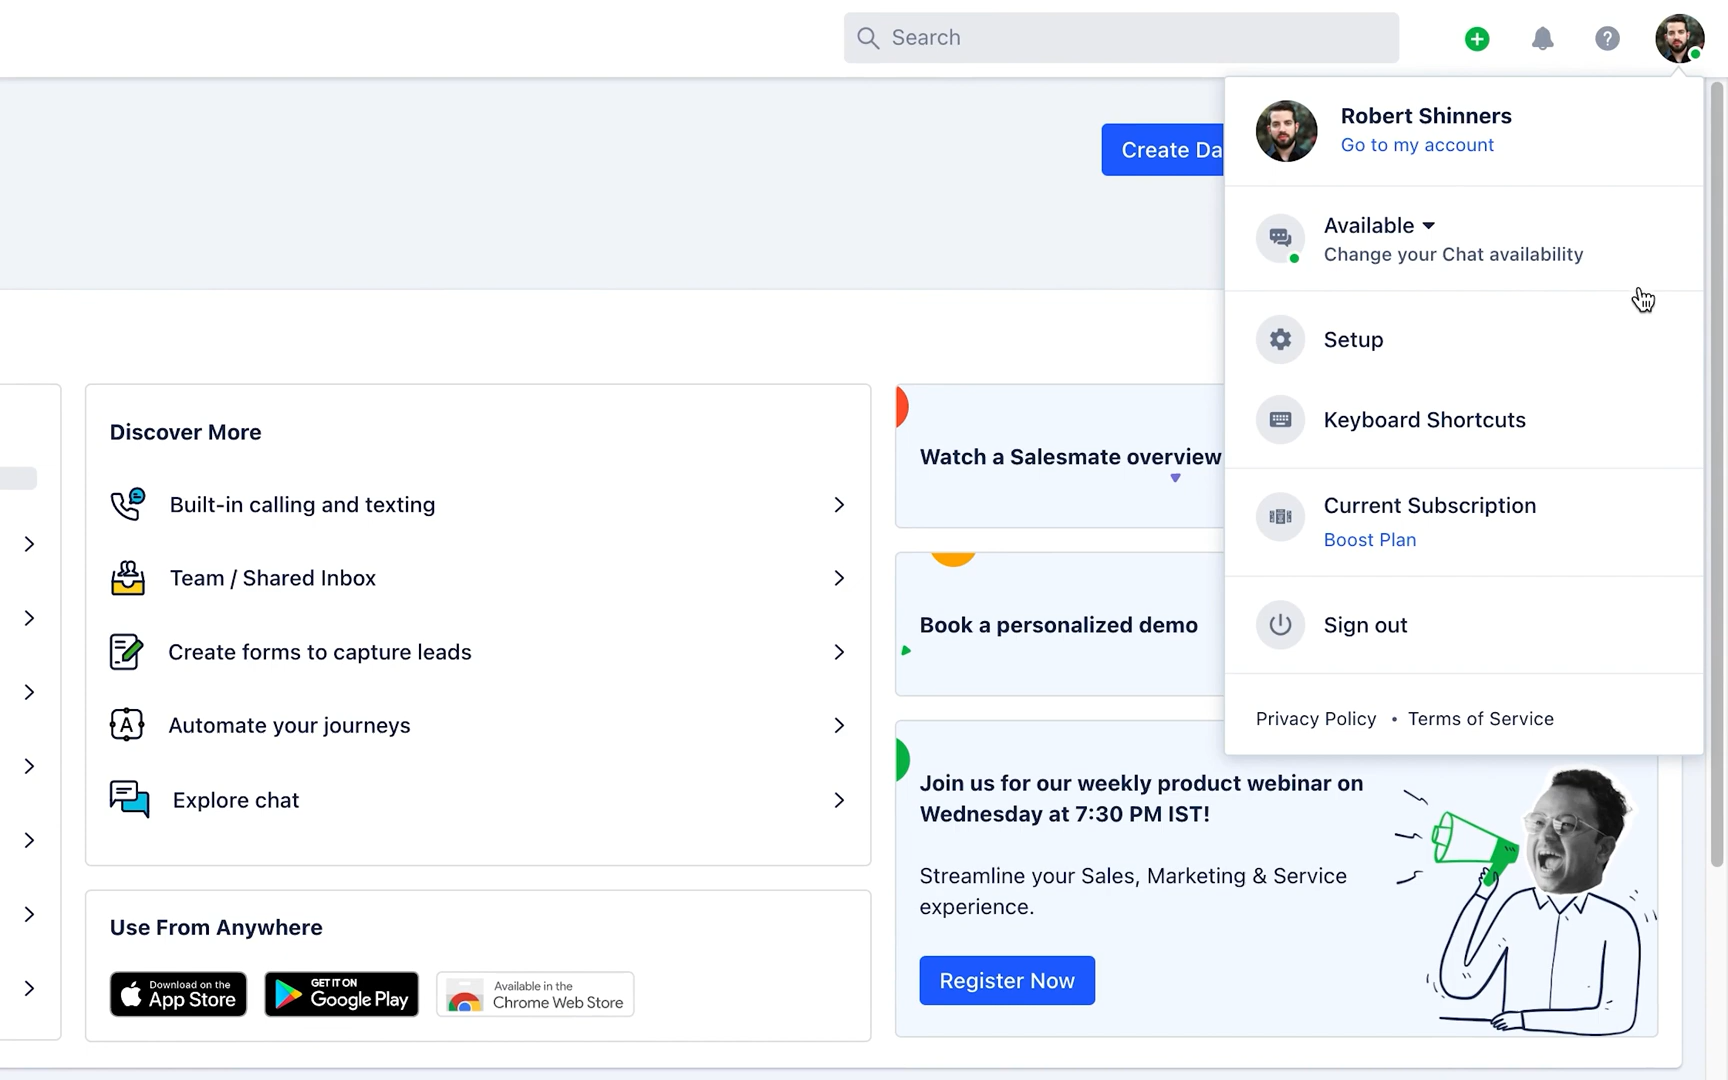 Search
Robert Shinners
Go to my account
Create Da
Available
Change your Chat availability
Setup
Keyboard Shortcuts
Current Subscription
Boost Plan
Sign out
Privacy Policy • Terms of Service
Discover More
Built-in calling and texting
Team / Shared Inbox
Create forms to capture leads
Automate your journeys
Explore chat
Use From Anywhere
Download on the
App Store
GET IT ON
Google Play
Available in the
Chrome Web Store
Watch a Salesmate overview
Book a personalized demo
Join us for our weekly product webinar on
Wednesday at 7:30 PM IST!
Streamline your Sales, Marketing & Service
experience.
Register Now